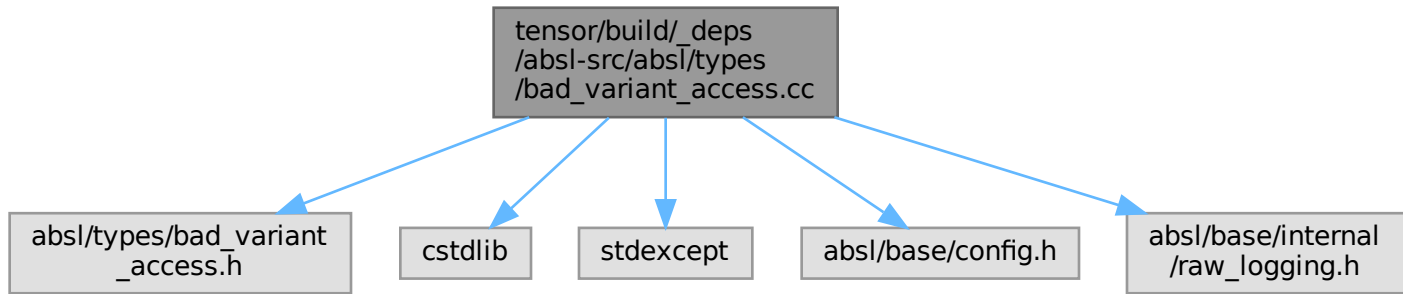 tensor/build/_deps
/absl-src/absl/types
/bad_variant_access.cc
absl/types/bad_variant
_access.h
cstdlib
stdexcept
absl/base/config.h
absl/base/internal
/raw_logging.h